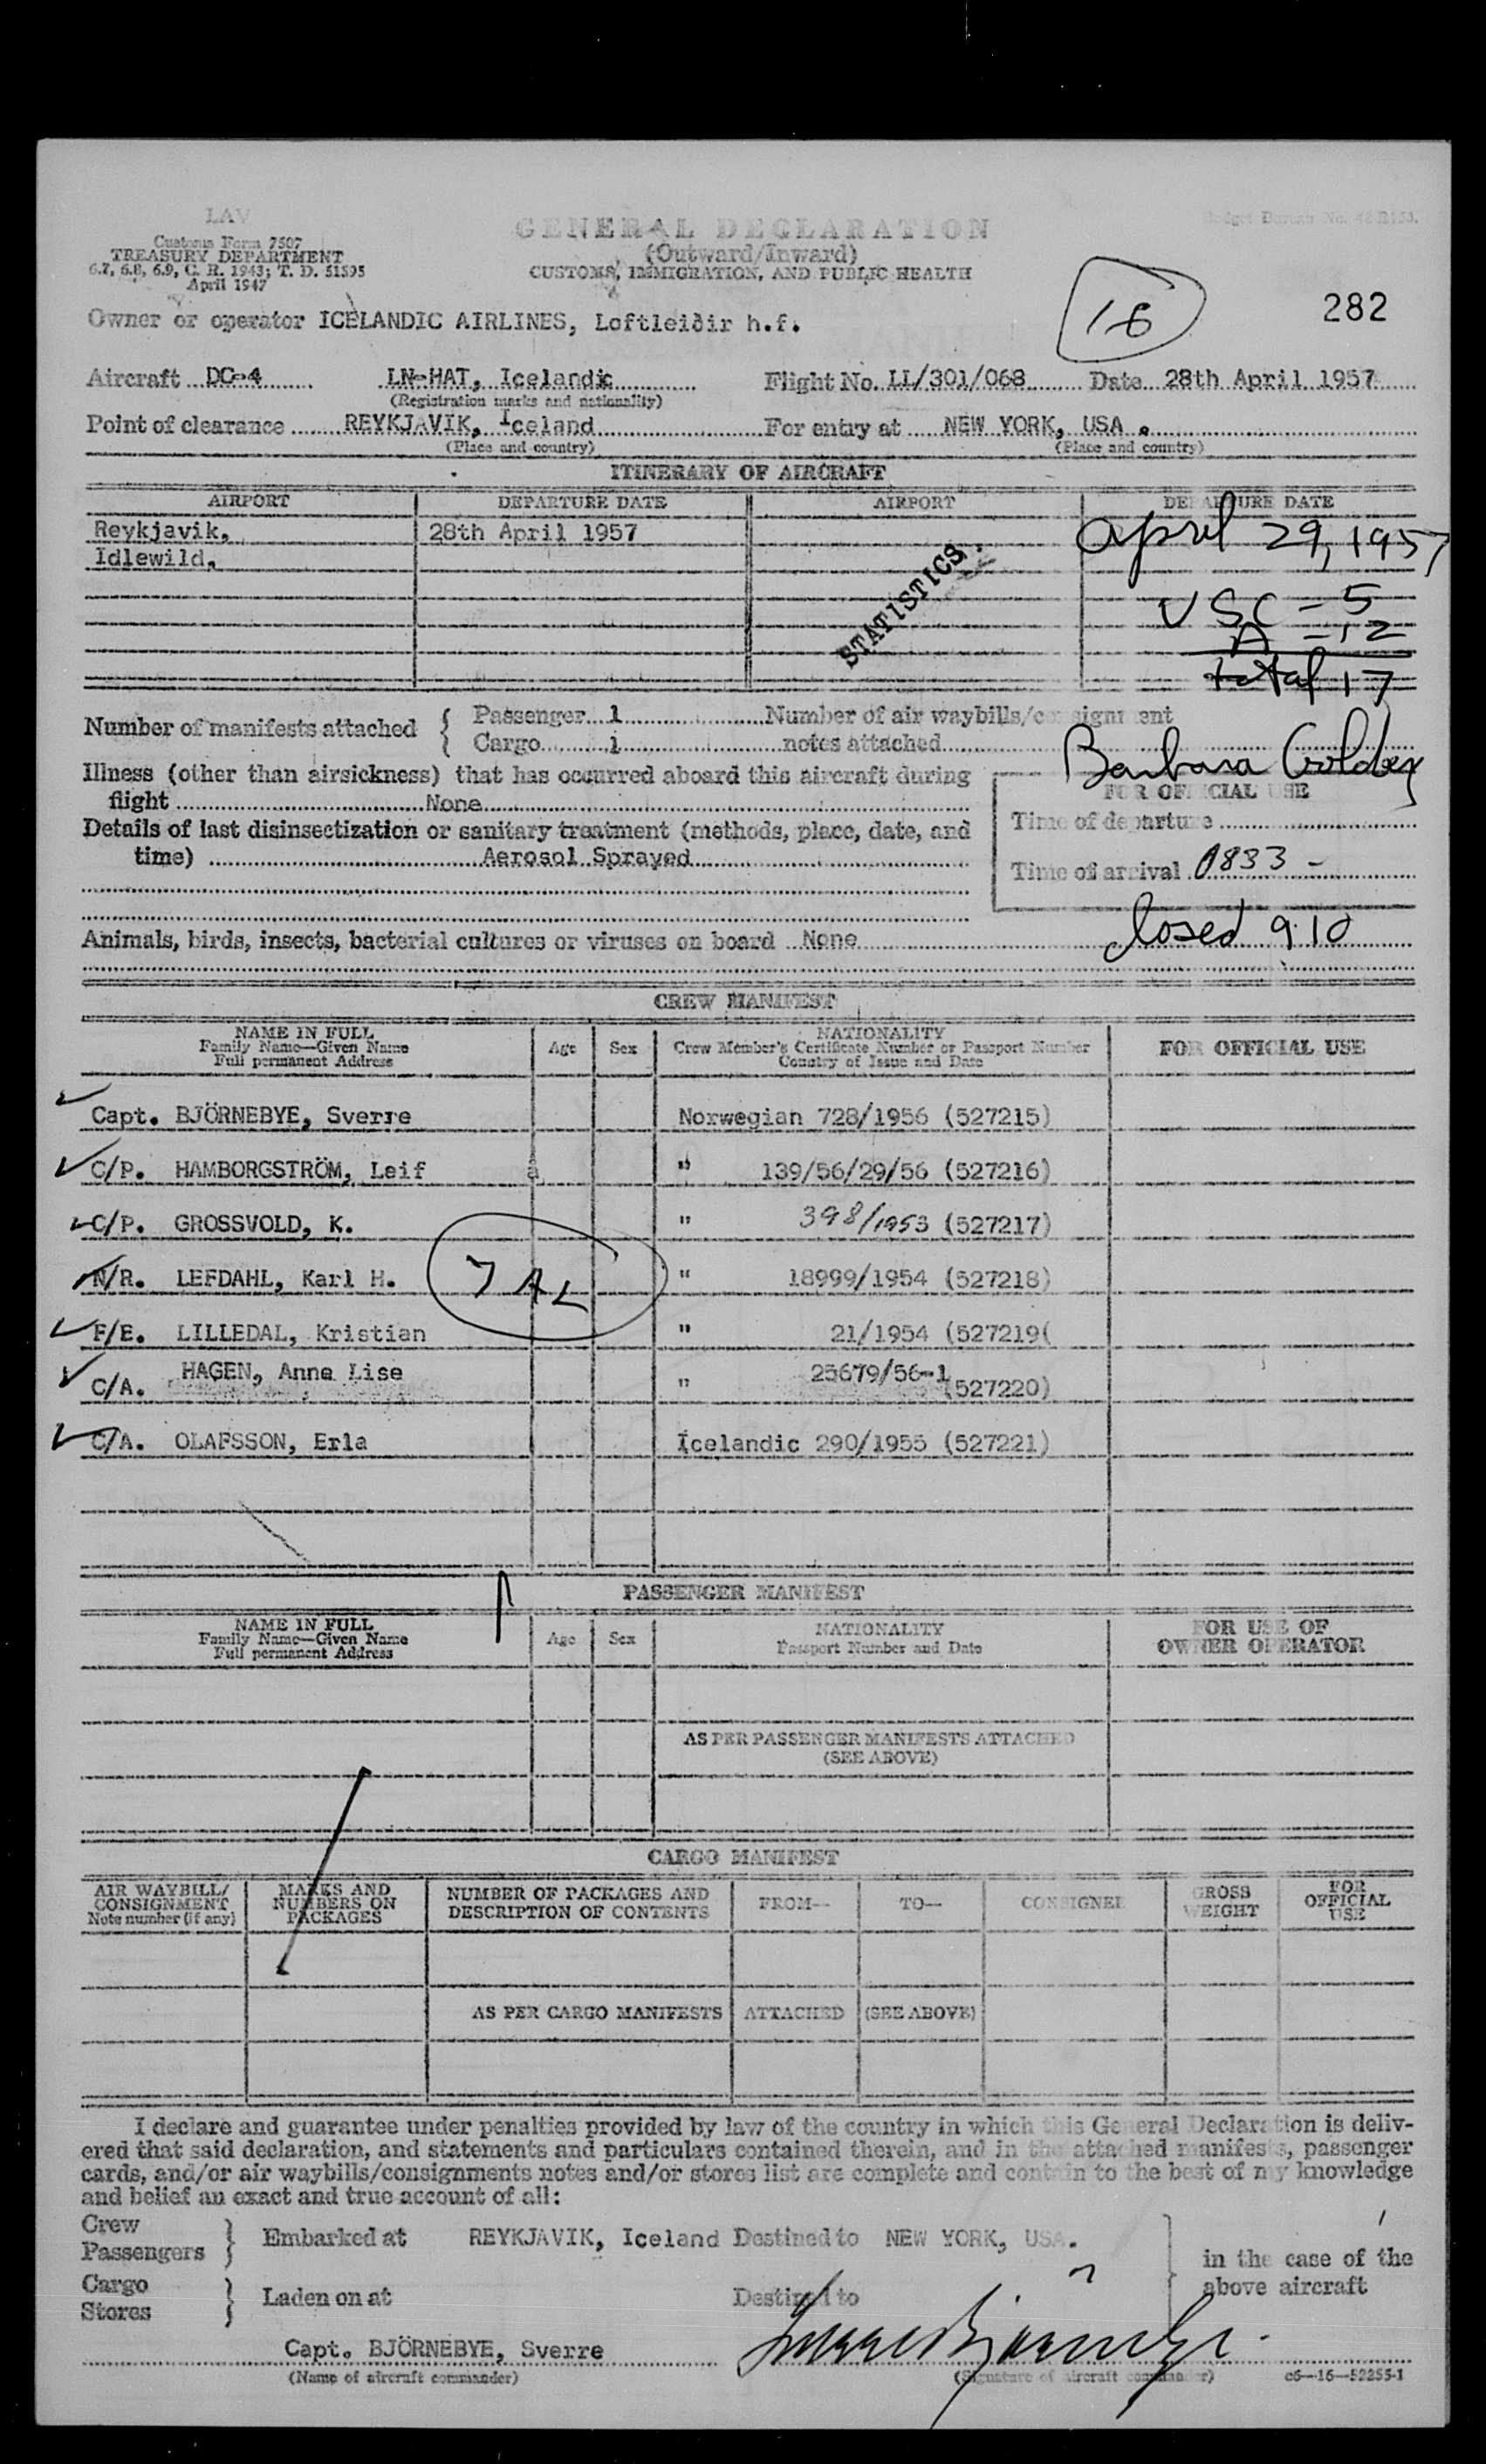 LAV
Customs Form 7507
TREASURY DEPARTMENT
6.7, 6.8, 6.9, C. R. 1943; T. D. 51595
April 1947
GENERAL DECLARATION
(Outward/Inward)
CUSTOMS, IMMIGRATION, AND PUBLIC HEALTH
Budget Bureau No.
16
282
Owner or operator ICELANDIC AIRLINES, Loftleiðir h.f.
Aircraft DC-4 LN-HAT, Icelandic Flight No. LL/301/068 Date 28th April 1957
(Registration marks and nationality)
Point of clearance REYKJAVIK, Iceland For entry at NEW YORK, USA.
(Place and country) (Place and country)
ITINERARY OF AIRCRAFT
AIRPORT DEPARTURE DATE AIRPORT DEPARTURE DATE
Reykjavik, 28th April 1957
Idlewild,
April 29, 1957
STATISTICS.
USC - 5
A - 12
total 17
Number of manifests attached { Passenger 1 Number of air waybills/consignment
Cargo 1 notes attached
Barbara
Illness (other than airsickness) that has occurred aboard this aircraft during
flight None
FOR OFFICIAL USE
Time of departure
Details of last disinsectization or sanitary treatment (methods, place, date, and
time) Aerosol Sprayed
Time of arrival 0833 -
closed 9 10
Animals, birds, insects, bacterial cultures or viruses on board None
CREW MANIFEST
NAME IN FULL
Family Name—Given Name
Full permanent Address
Age Sex
NATIONALITY
Crew Member's Certificate Number or Passport Number
Country of Issue and Date
FOR OFFICIAL USE
Capt. BJÖRNEBYE, Sverre Norwegian 728/1956 (527215)
C/P. HAMBORGSTRÖM, Leif a " 139/56/29/56 (527216)
C/P. GROSSVOLD, K. " 398/1953 (527217)
N/R. LEFDAHL, Karl H. " 18999/1954 (527218)
7 AL
F/E. LILLEDAL, Kristian " 21/1954 (527219(
C/A. HAGEN, Anne Lise " 25679/56-1 (527220)
C/A. OLAFSSON, Erla Icelandic 290/1955 (527221)
PASSENGER MANIFEST
NAME IN FULL
Family Name—Given Name
Full permanent Address
Age Sex
NATIONALITY
Passport Number and Date
FOR USE OF
OWNER OPERATOR
AS PER PASSENGER MANIFESTS ATTACHED
(SEE ABOVE)
CARGO MANIFEST
AIR WAYBILL/
CONSIGNMENT
Note number (if any)
MARKS AND
NUMBERS ON
PACKAGES
NUMBER OF PACKAGES AND
DESCRIPTION OF CONTENTS
FROM— TO— CONSIGNEE
GROSS
WEIGHT
FOR
OFFICIAL
USE
AS PER CARGO MANIFESTS ATTACHED (SEE ABOVE)
I declare and guarantee under penalties provided by law of the country in which this General Declaration is deliv-
ered that said declaration, and statements and particulars contained therein, and in the attached manifests, passenger
cards, and/or air waybills/consignments notes and/or stores list are complete and contain to the best of my knowledge
and belief an exact and true account of all:
Crew
Passengers } Embarked at REYKJAVIK, Iceland Destined to NEW YORK, USA.
in the case of the
above aircraft
Cargo
Stores } Laden on at Destined to
Capt. BJÖRNEBYE, Sverre
(Name of aircraft commander) (Signature of aircraft commander) c6—16—52255-1